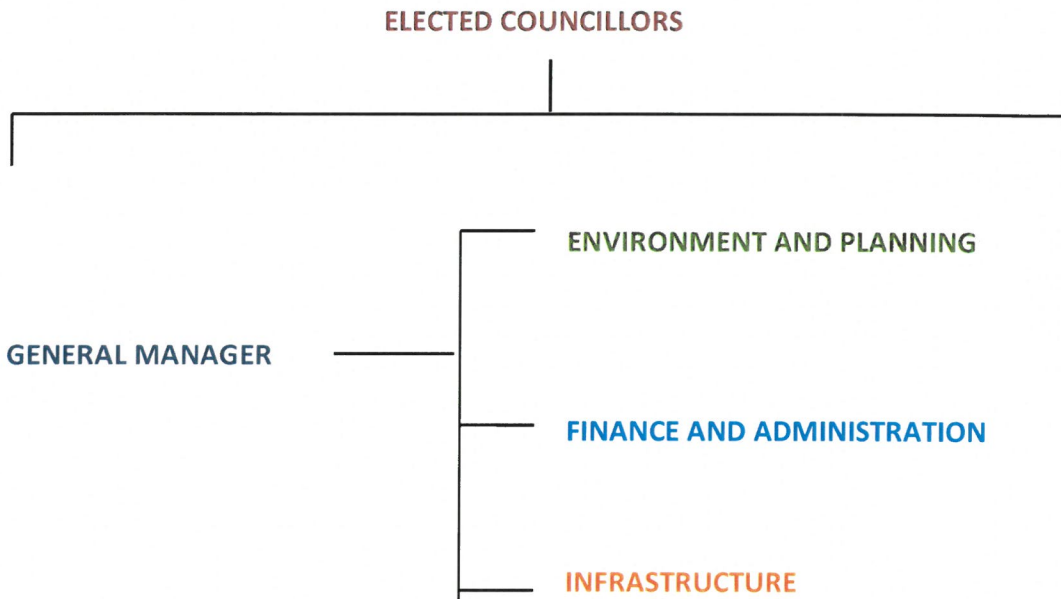 ELECTED COUNCILLORS
ENVIRONMENT AND PLANNING
GENERAL MANAGER
FINANCE AND ADMINISTRATION
INFRASTRUCTURE